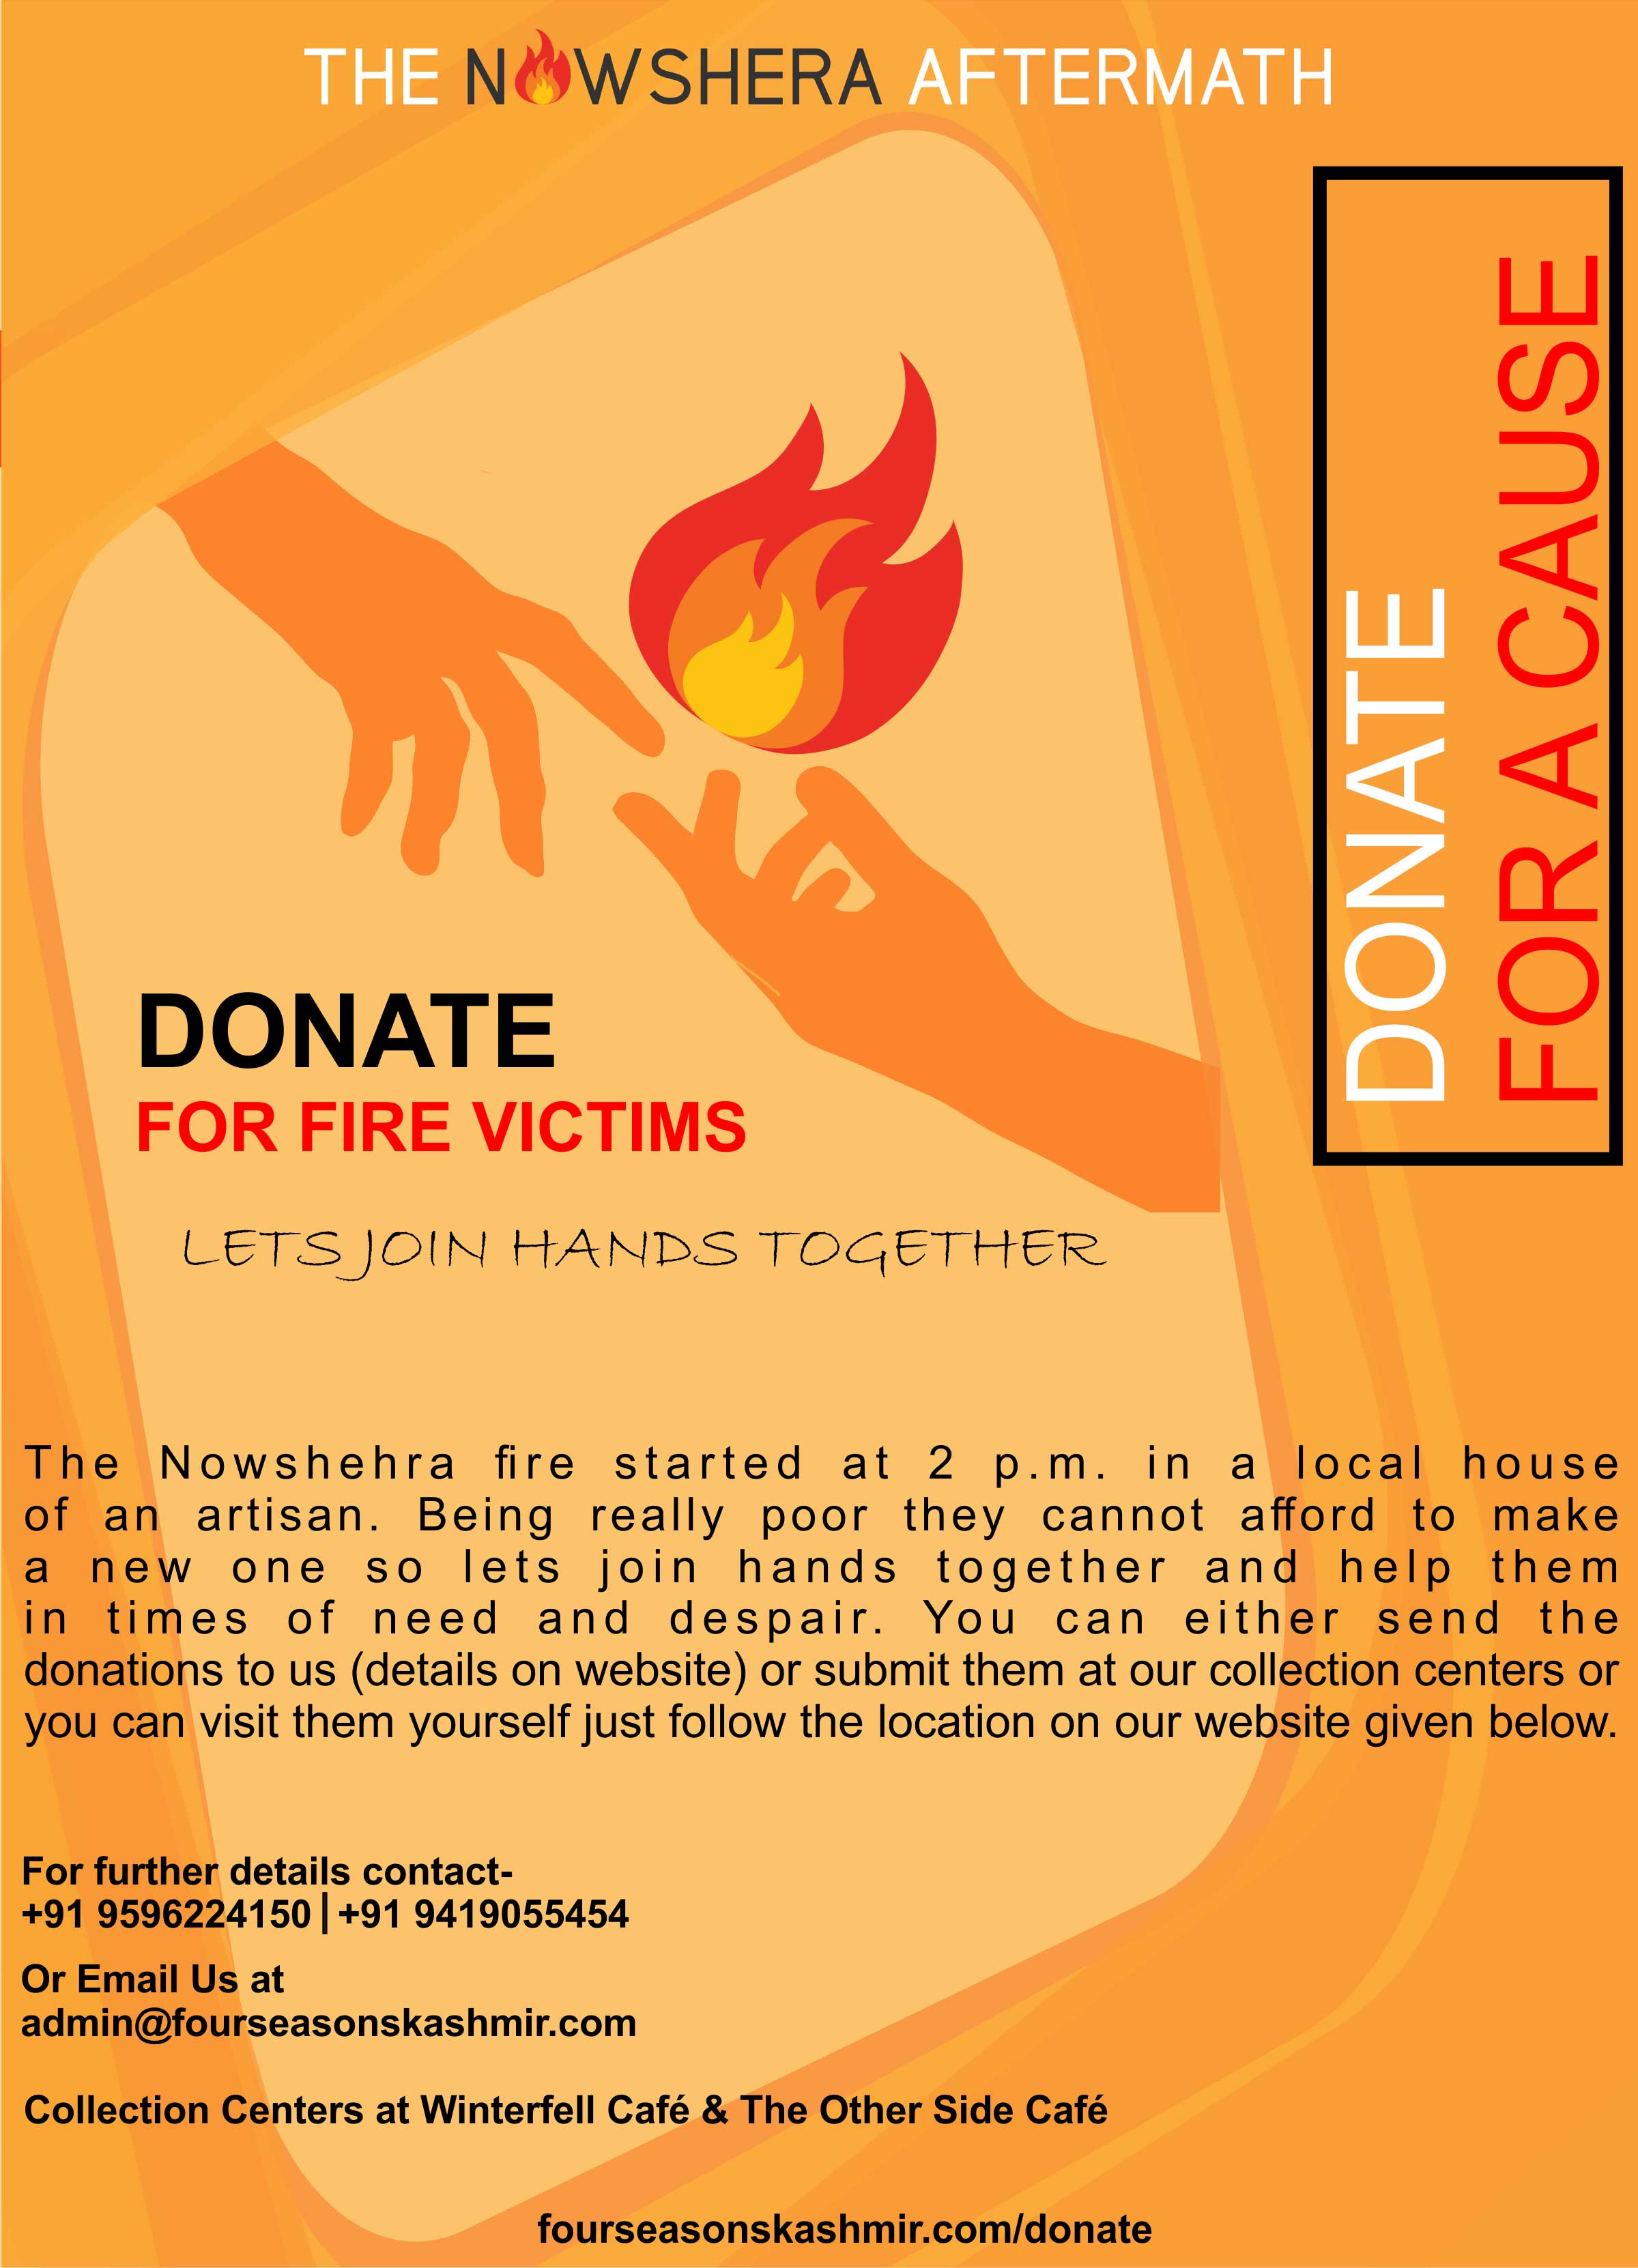 THE NOWSHERA AFTERMATH
DONATE
FOR A CAUSE
DONATE
FOR FIRE VICTIMS
LETS JOIN HANDS TOGETHER
The Nowshehra fire started at 2 p.m. in a local house
of an artisan. Being really poor they cannot afford to make
a new one so lets join hands together and help them
in times of need and despair. You can either send the
donations to us (details on website) or submit them at our collection centers or
you can visit them yourself just follow the location on our website given below.
For further details contact-
+91 9596224150|+91 9419055454
Or Email Us at
admin@fourseasonskashmir.com
Collection Centers at Winterfell Café & The Other Side Café
fourseasonskashmir.com/donate